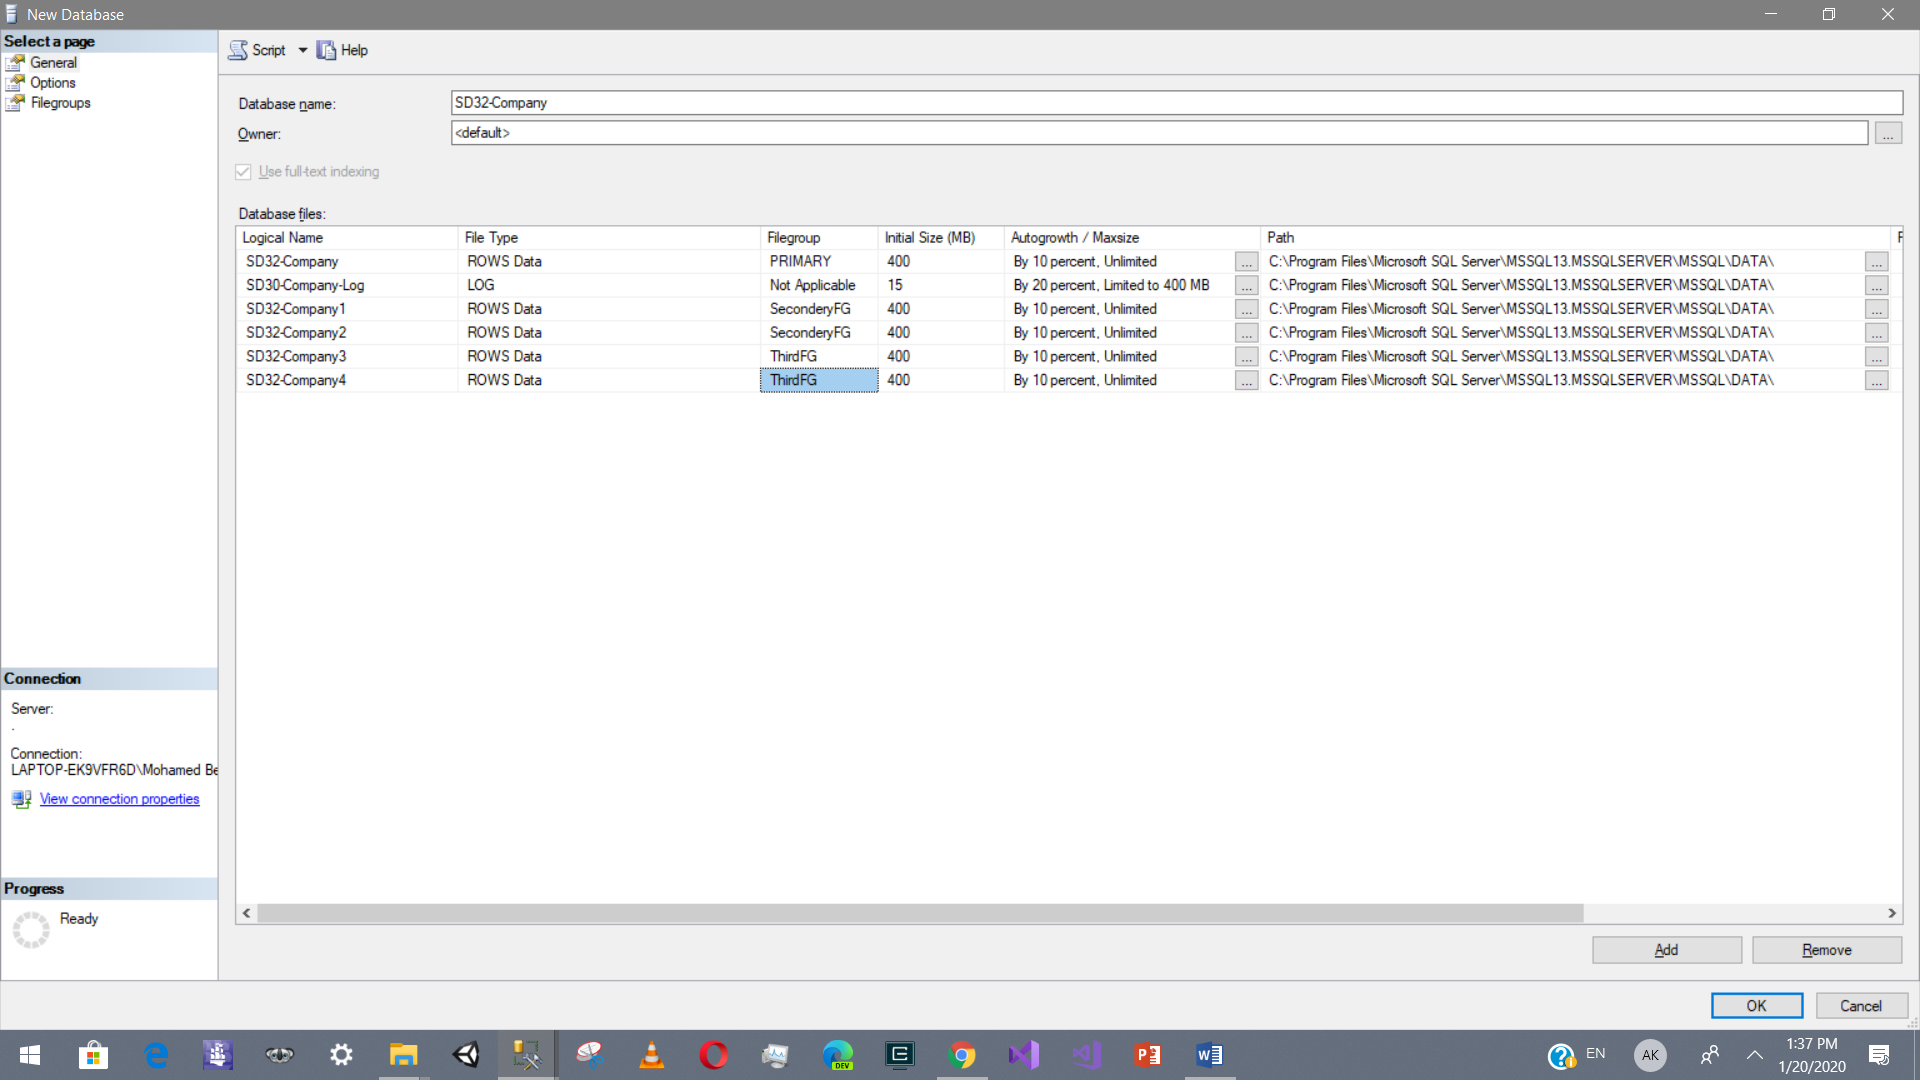 New Database
Select a page
General
Options
Filegroups
Script
Help
Database name:
SD32-Company
Owner:
<default>
...
Use full-text indexing
Database files:
Logical Name File Type Filegroup Initial Size (MB) Autogrowth / Maxsize Path
SD32-Company ROWS Data PRIMARY 400 By 10 percent, Unlimited ... C:\Program Files\Microsoft SQL Server\MSSQL13.MSSQLSERVER\MSSQL\DATA\ ...
SD30-Company-Log LOG Not Applicable 15 By 20 percent, Limited to 400 MB ... C:\Program Files\Microsoft SQL Server\MSSQL13.MSSQLSERVER\MSSQL\DATA\ ...
SD32-Company1 ROWS Data SeconderyFG 400 By 10 percent, Unlimited ... C:\Program Files\Microsoft SQL Server\MSSQL13.MSSQLSERVER\MSSQL\DATA\ ...
SD32-Company2 ROWS Data SeconderyFG 400 By 10 percent, Unlimited ... C:\Program Files\Microsoft SQL Server\MSSQL13.MSSQLSERVER\MSSQL\DATA\ ...
SD32-Company3 ROWS Data ThirdFG 400 By 10 percent, Unlimited ... C:\Program Files\Microsoft SQL Server\MSSQL13.MSSQLSERVER\MSSQL\DATA\ ...
SD32-Company4 ROWS Data ThirdFG 400 By 10 percent, Unlimited ... C:\Program Files\Microsoft SQL Server\MSSQL13.MSSQLSERVER\MSSQL\DATA\ ...
Connection
Server:
.
Connection:
LAPTOP-EK9VFR6D\Mohamed Be
View connection properties
Progress
Ready
Add
Remove
OK
Cancel
DEV
EN
AK
1:37 PM
1/20/2020